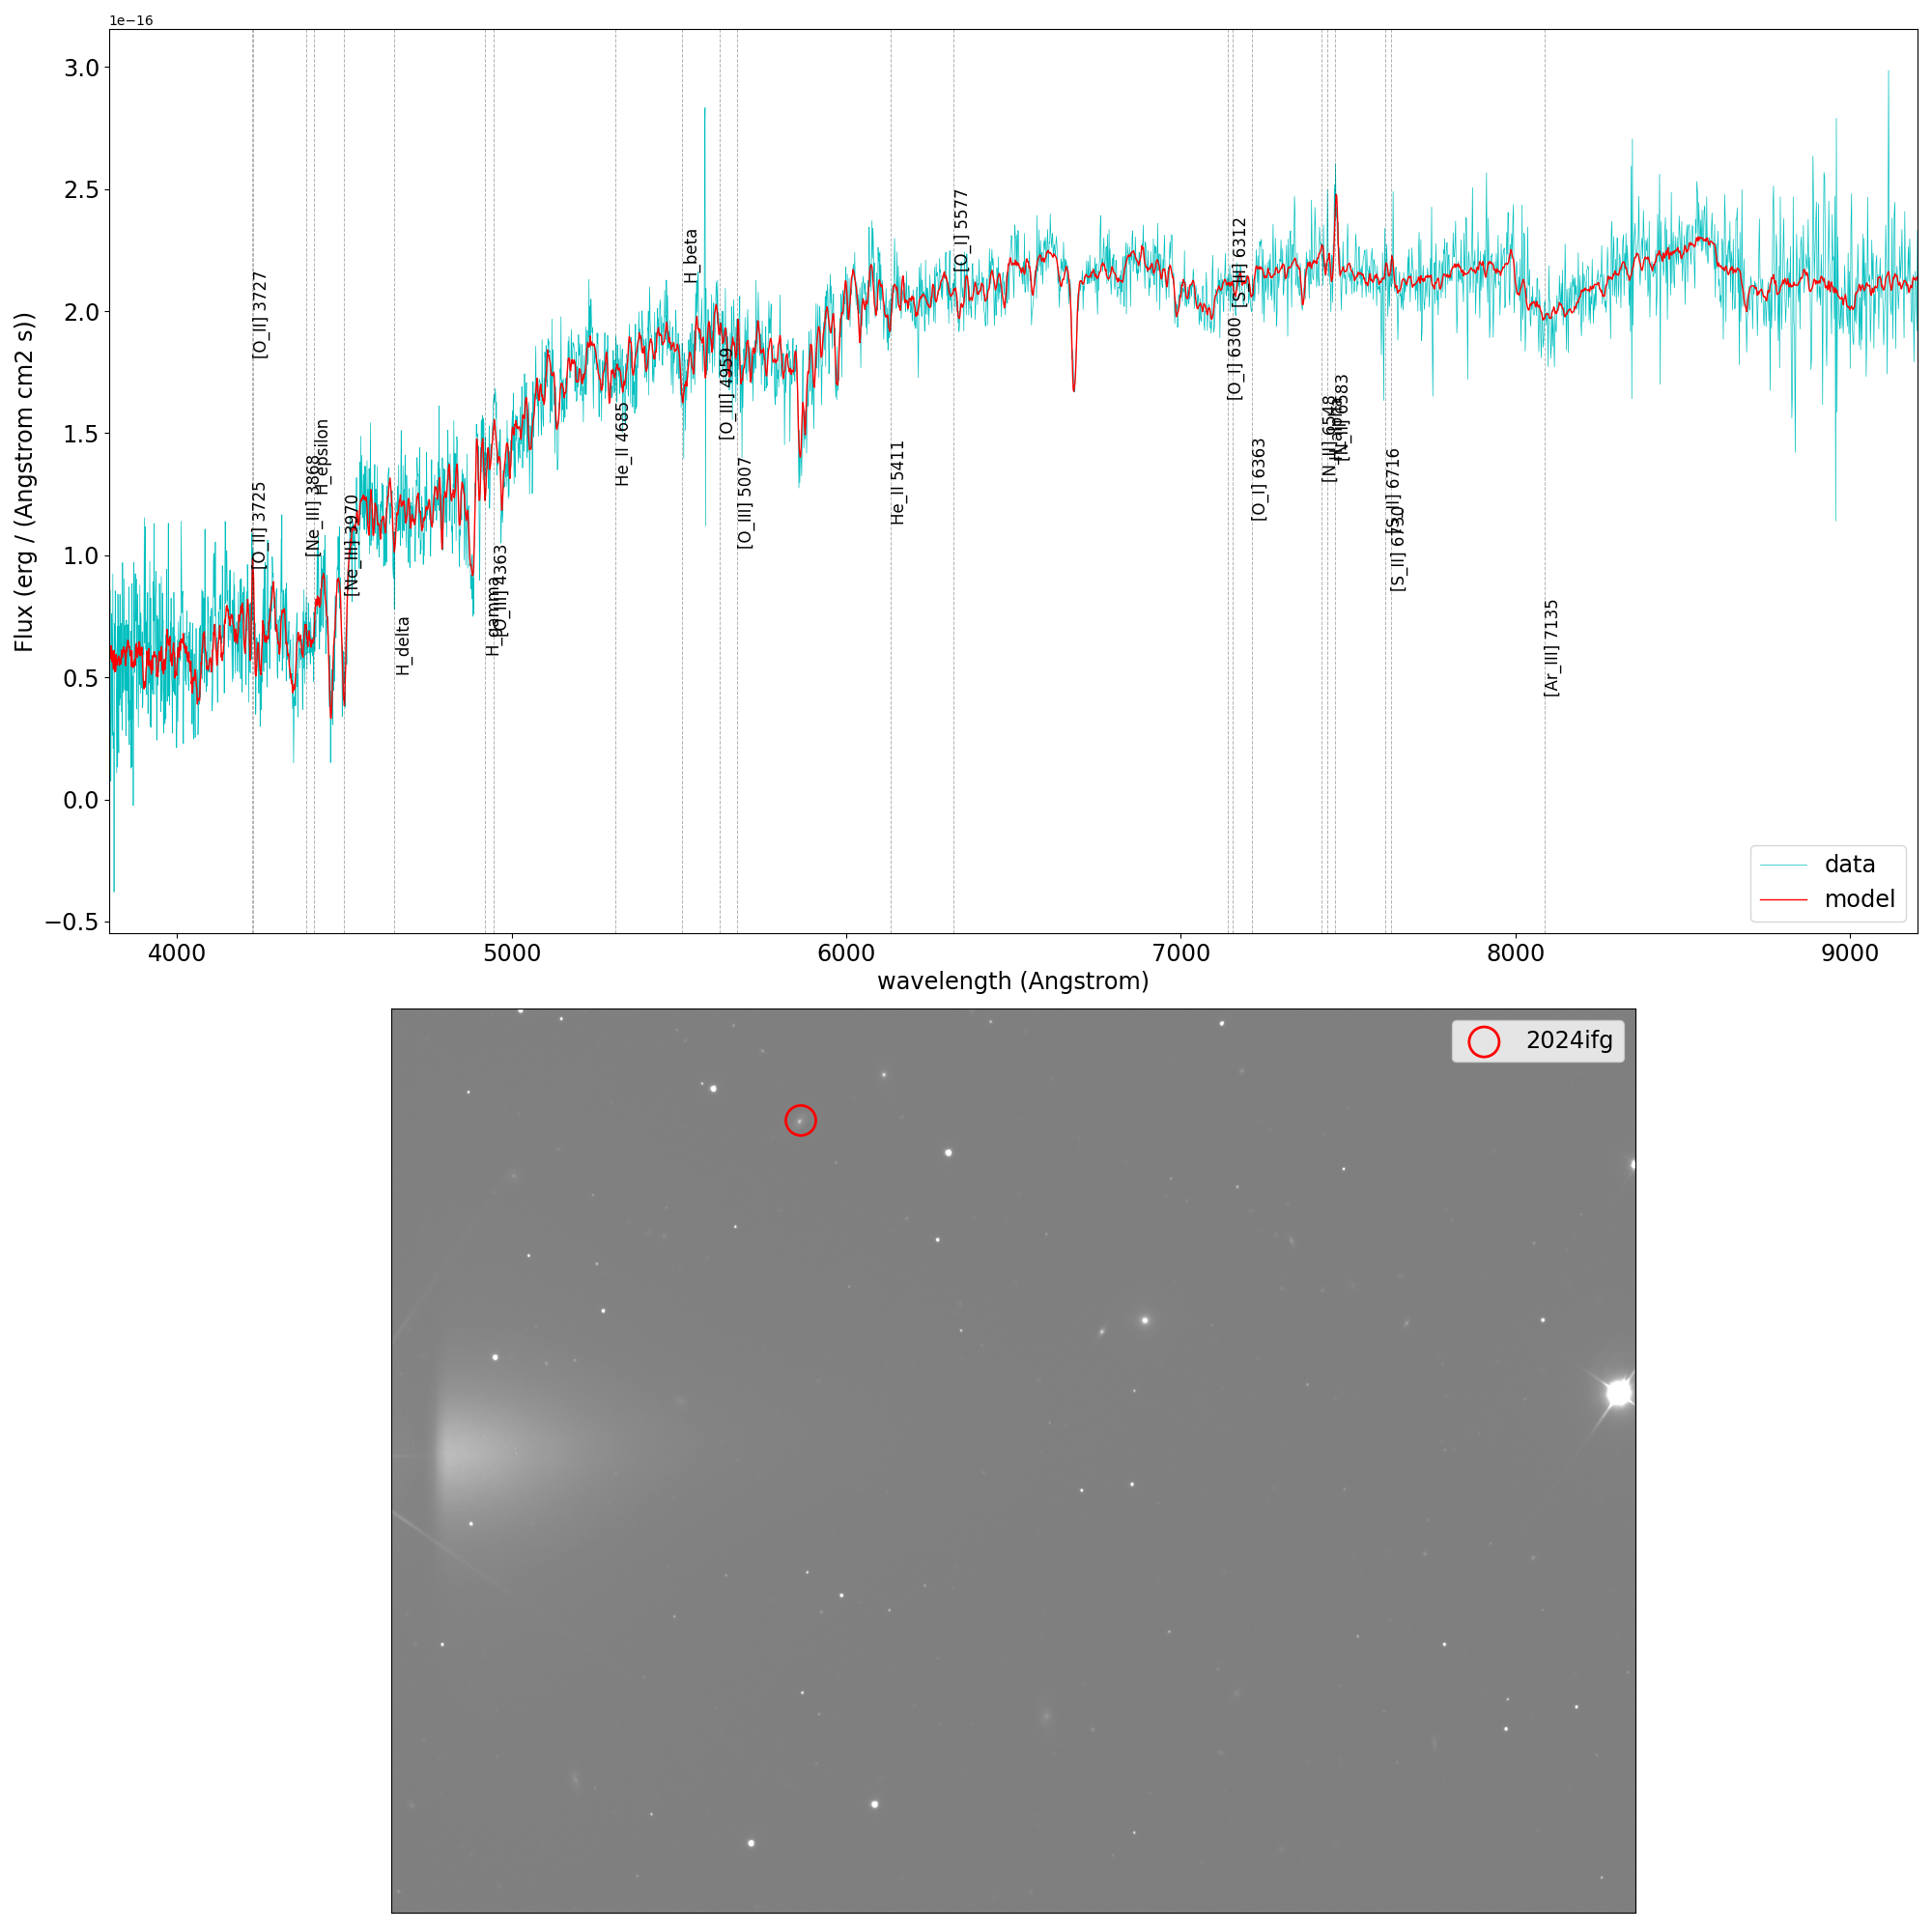 1e−16
3.0
2.5
2.0
1.5
1.0
0.5
0.0
−0.5
Flux (erg / (Angstrom cm2 s))
[O_II] 3727
[O_II] 3725
[Ne_III] 3868
H_epsilon
[Ne_III] 3970
H_delta
H_gamma
[O_III] 4363
He_II 4685
H_beta
[O_III] 4959
[O_III] 5007
He_II 5411
[O_I] 5577
[O_I] 6300
[S_III] 6312
[O_I] 6363
[N_II] 6548
[N_II] 6583
[S_II] 6716
[S_II] 6730
[Ar_III] 7135
data
model
4000
5000
6000
7000
8000
9000
wavelength (Angstrom)
2024ifg